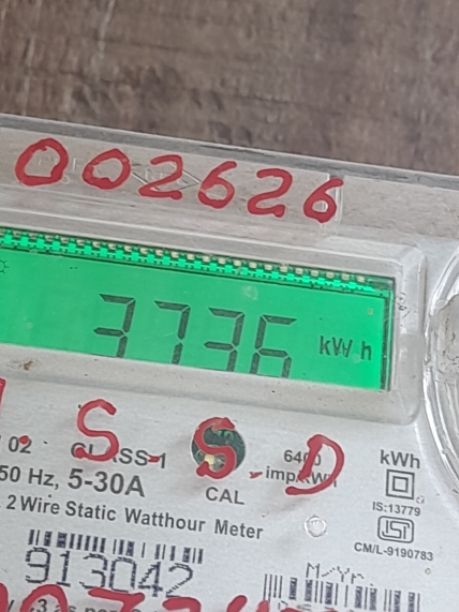 002626
3736 kWh
S.S.D
02 CLASS-1 6400 kWh
50 Hz, 5-30A imp/kWh
CAL IS:13779
2 Wire Static Watthour Meter
CM/L-9190783
913042 M/Yr.